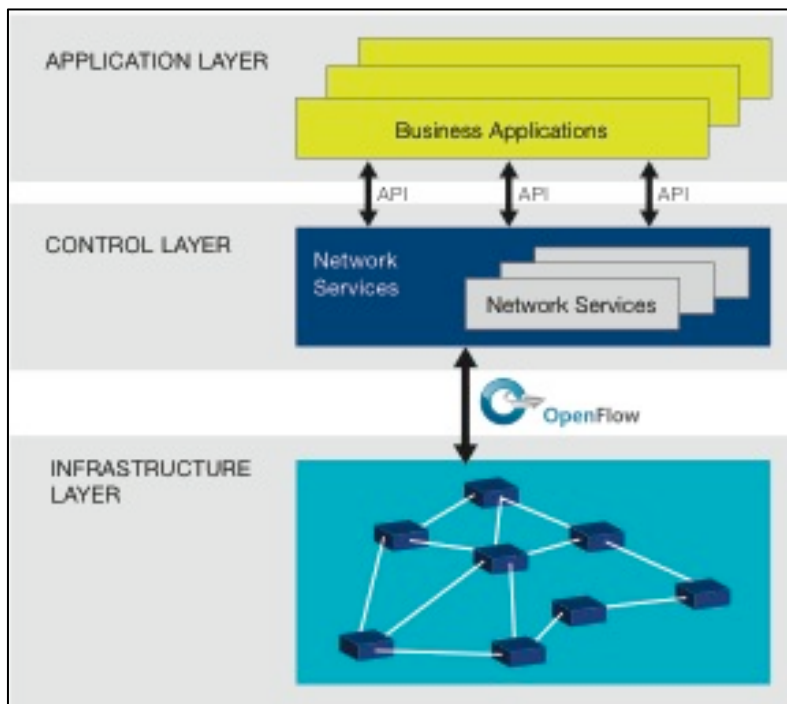 APPLICATION LAYER
Business Applications
API
API
API
CONTROL LAYER
Network
Services
Network Services
OpenFlow
INFRASTRUCTURE
LAYER